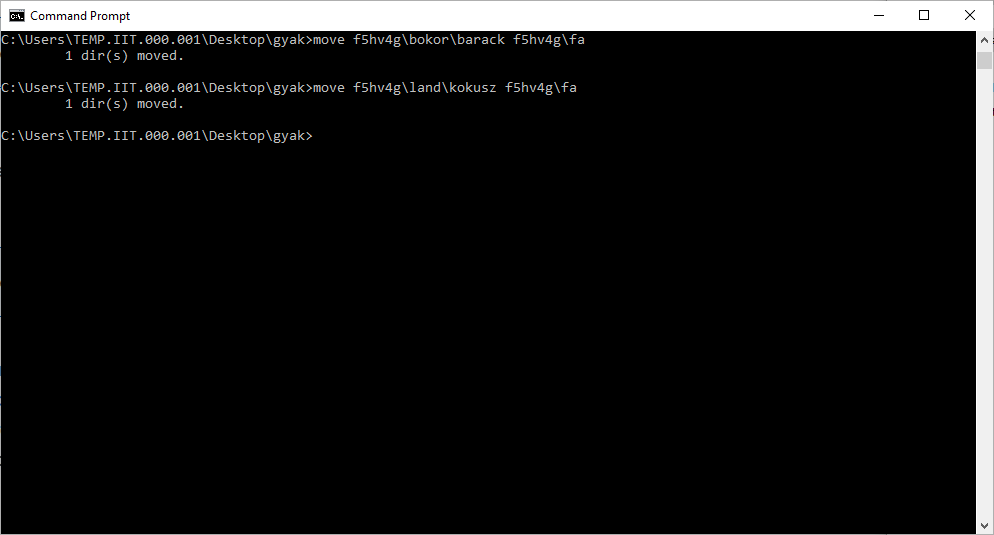 Command Prompt
C:\Users\TEMP.IIT.000.001\Desktop\gyak>move f5hv4g\bokor\barack f5hv4g\fa
1 dir(s) moved.
C:\Users\TEMP.IIT.000.001\Desktop\gyak>move f5hv4g\land\kokusz f5hv4g\fa
1 dir(s) moved.
C:\Users\TEMP.IIT.000.001\Desktop\gyak>